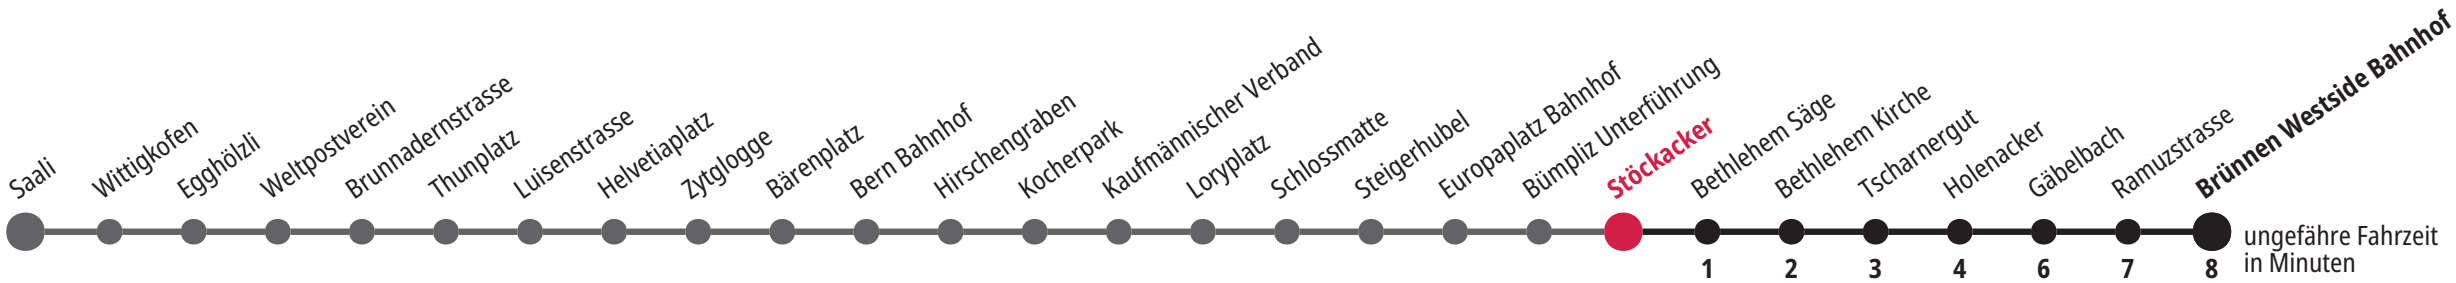 Saali
Wittigkofen
Egghölzli
Weltpostverein
Brunnadernstrasse
Thunplatz
Luisenstrasse
Helvetiaplatz
Zytglogge
Bärenplatz
Bern Bahnhof
Hirschengraben
Kocherpark
Kaufmännischer Verband
Loryplatz
Schlossmatte
Steigerhubel
Europaplatz Bahnhof
Bümpliz Unterführung
Stöckacker
Bethlehem Säge
Bethlehem Kirche
Tscharnergut
Holenacker
Gäbelbach
Ramuzstrasse
Brünnen Westside Bahnhof
1 2 3 4 6 7 8
ungefähre Fahrzeit
in Minuten